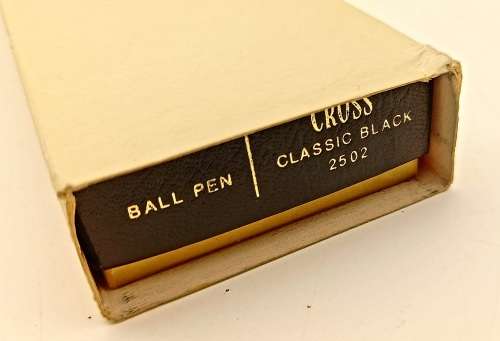 BALL PEN
CROSS
CLASSIC BLACK
2502